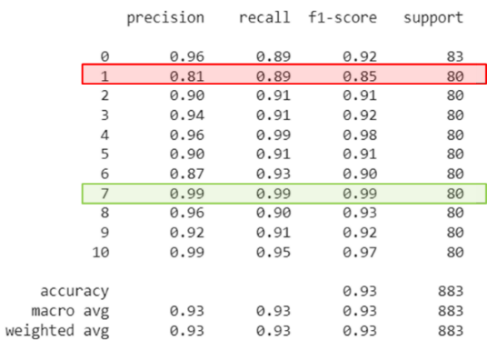 precision recall f1-score support
0 0.96 0.89 0.92 83
1 0.81 0.89 0.85 80
2 0.90 0.91 0.91 80
3 0.94 0.91 0.92 80
4 0.96 0.99 0.98 80
5 0.90 0.91 0.91 80
6 0.87 0.93 0.90 80
7 0.99 0.99 0.99 80
8 0.96 0.90 0.93 80
9 0.92 0.91 0.92 80
10 0.99 0.95 0.97 80
accuracy 0.93 883
macro avg 0.93 0.93 0.93 883
weighted avg 0.93 0.93 0.93 883